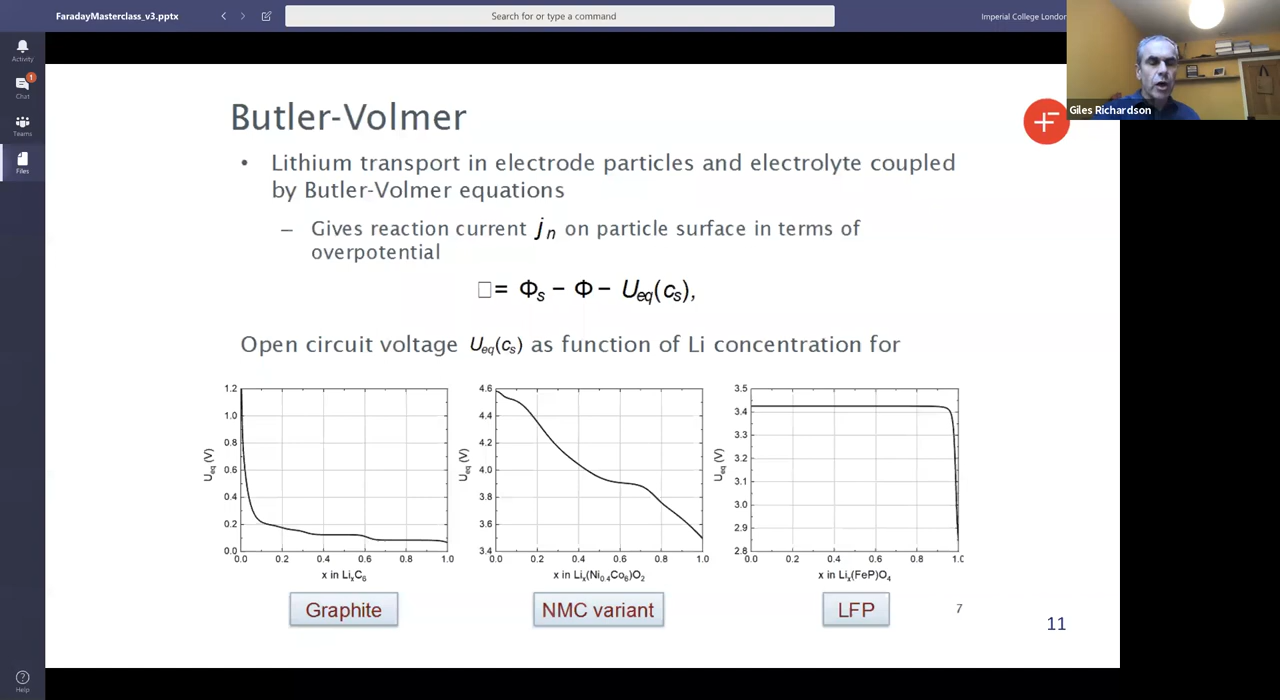 FaradayMasterclass_v3.pptx
Search for or type a command
Imperial College London
Activity
1
Chat
Teams
Files
Help
Giles Richardson
Butler-Volmer
• Lithium transport in electrode particles and electrolyte coupled
by Butler-Volmer equations
– Gives reaction current jₙ on particle surface in terms of
overpotential
□= Φs − Φ − Ueq(cs),
Open circuit voltage Ueq(cs) as function of Li concentration for
1.2
1.0
0.8
0.6
0.4
0.2
0.0
Ueq (V)
0.0 0.2 0.4 0.6 0.8 1.0
x in LixC6
Graphite
4.6
4.4
4.2
4.0
3.8
3.6
3.4
Ueq (V)
0.0 0.2 0.4 0.6 0.8 1.0
x in Lix(Ni0.4Co6)O2
NMC variant
3.5
3.4
3.3
3.2
3.1
3.0
2.9
2.8
Ueq (V)
0.0 0.2 0.4 0.6 0.8 1.0
x in Lix(FeP)O4
LFP
7
11